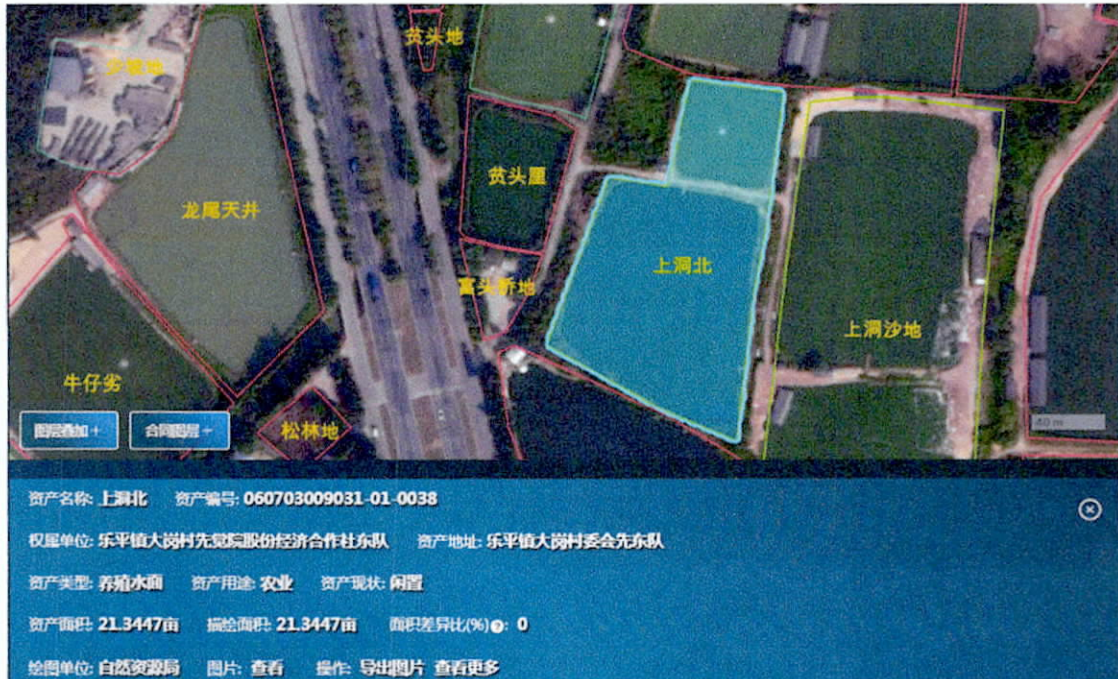 贫头地
龙尾天井
贫头厘
富头桥地
上洞北
上洞沙地
牛仔劣
松林地
图层叠加+
合同图层+
40 m
资产名称: 上洞北 资产编号: 060703009031-01-0038
权属单位: 乐平镇大岗村先觉院股份经济合作社东队 资产地址: 乐平镇大岗村委会先东队
资产类型: 养殖水面 资产用途: 农业 资产现状: 闲置
资产面积: 21.3447亩 描绘面积: 21.3447亩 面积差异比(%)?: 0
绘图单位: 自然资源局 图片: 查看 操作: 导出图片 查看更多